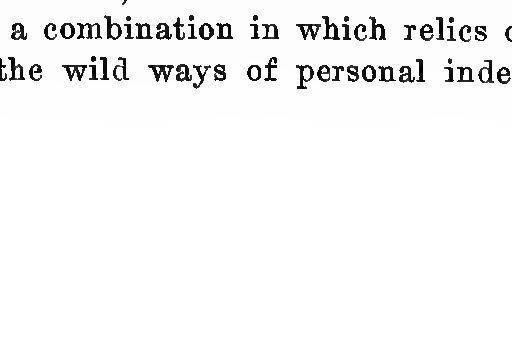 a combination in which relics
the wild ways of personal inde